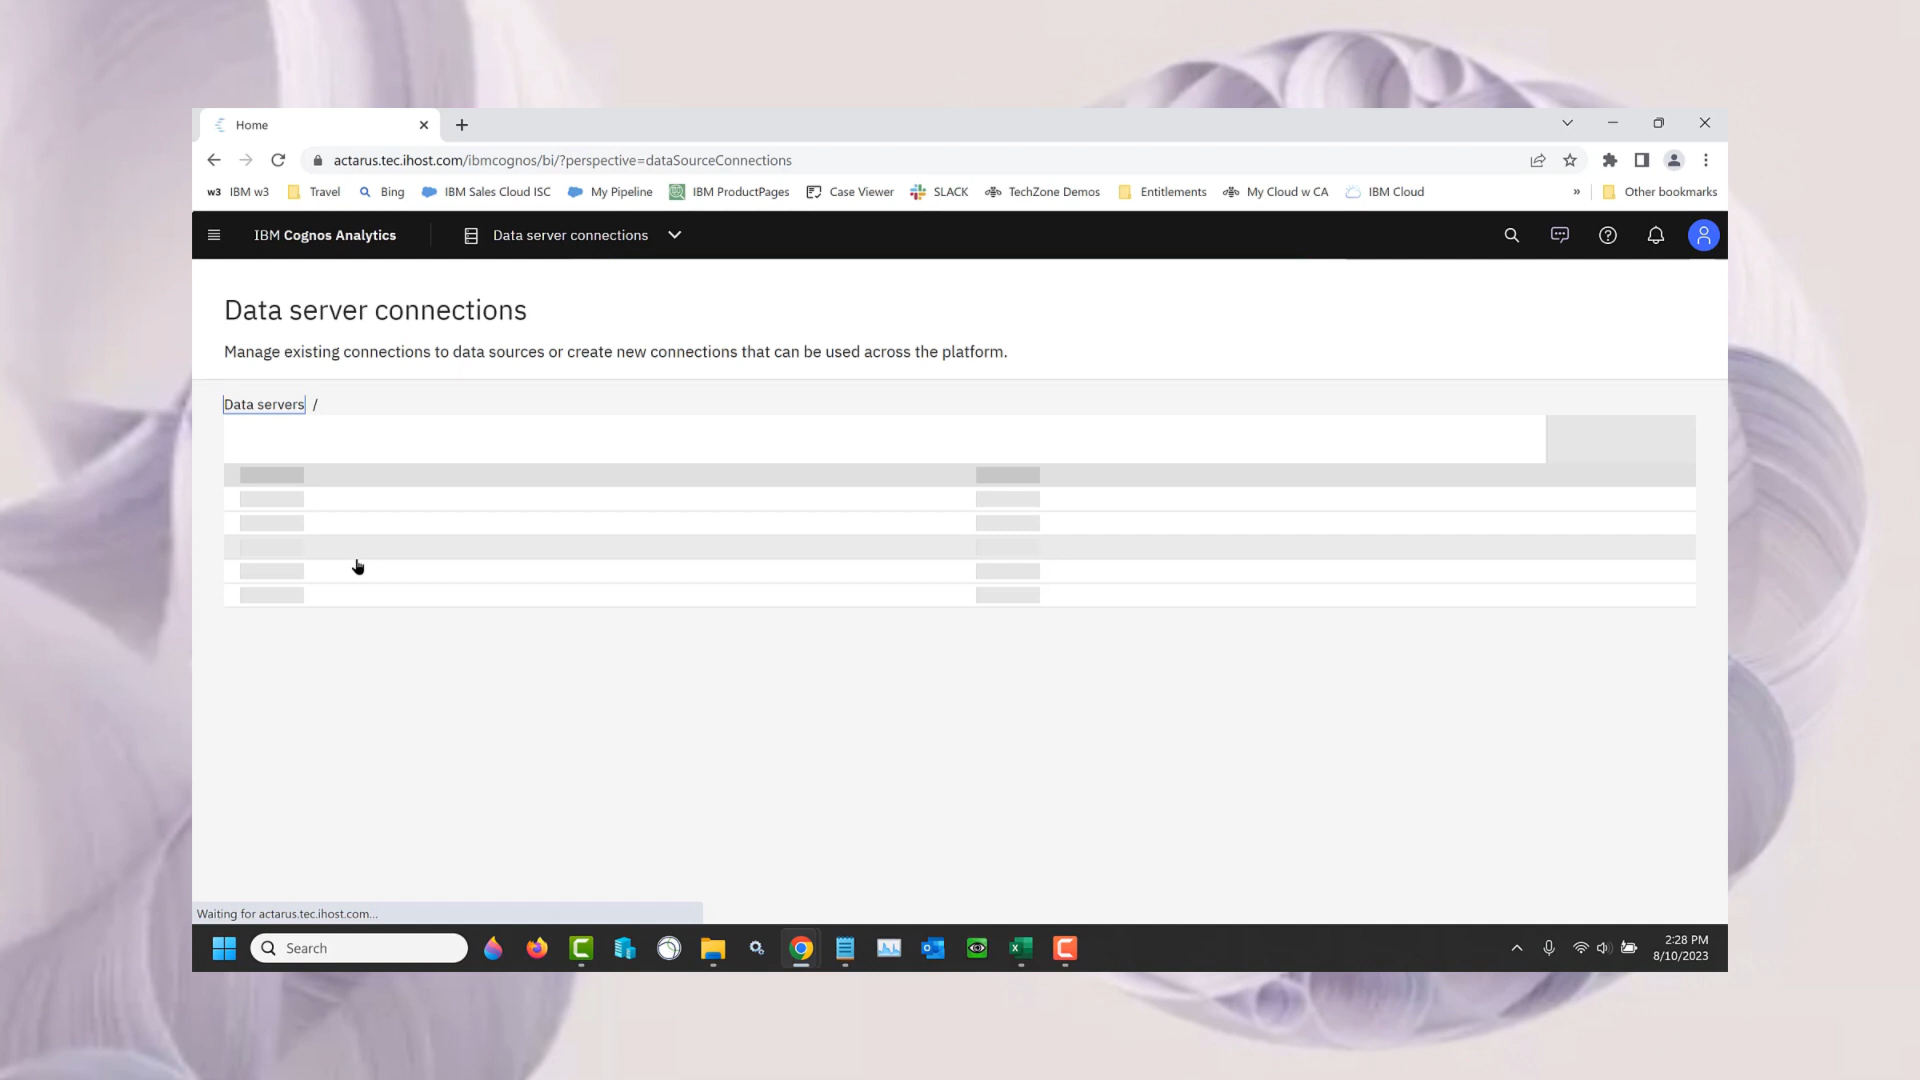 Home
actarus.tec.ihost.com/ibmcognos/bi/?perspective=dataSourceConnections
w3 IBM w3 Travel Bing IBM Sales Cloud ISC My Pipeline IBM ProductPages Case Viewer SLACK TechZone Demos Entitlements My Cloud w CA IBM Cloud » Other bookmarks
IBM Cognos Analytics Data server connections
Data server connections
Manage existing connections to data sources or create new connections that can be used across the platform.
Data servers /
Waiting for actarus.tec.ihost.com...
Search
2:28 PM
8/10/2023